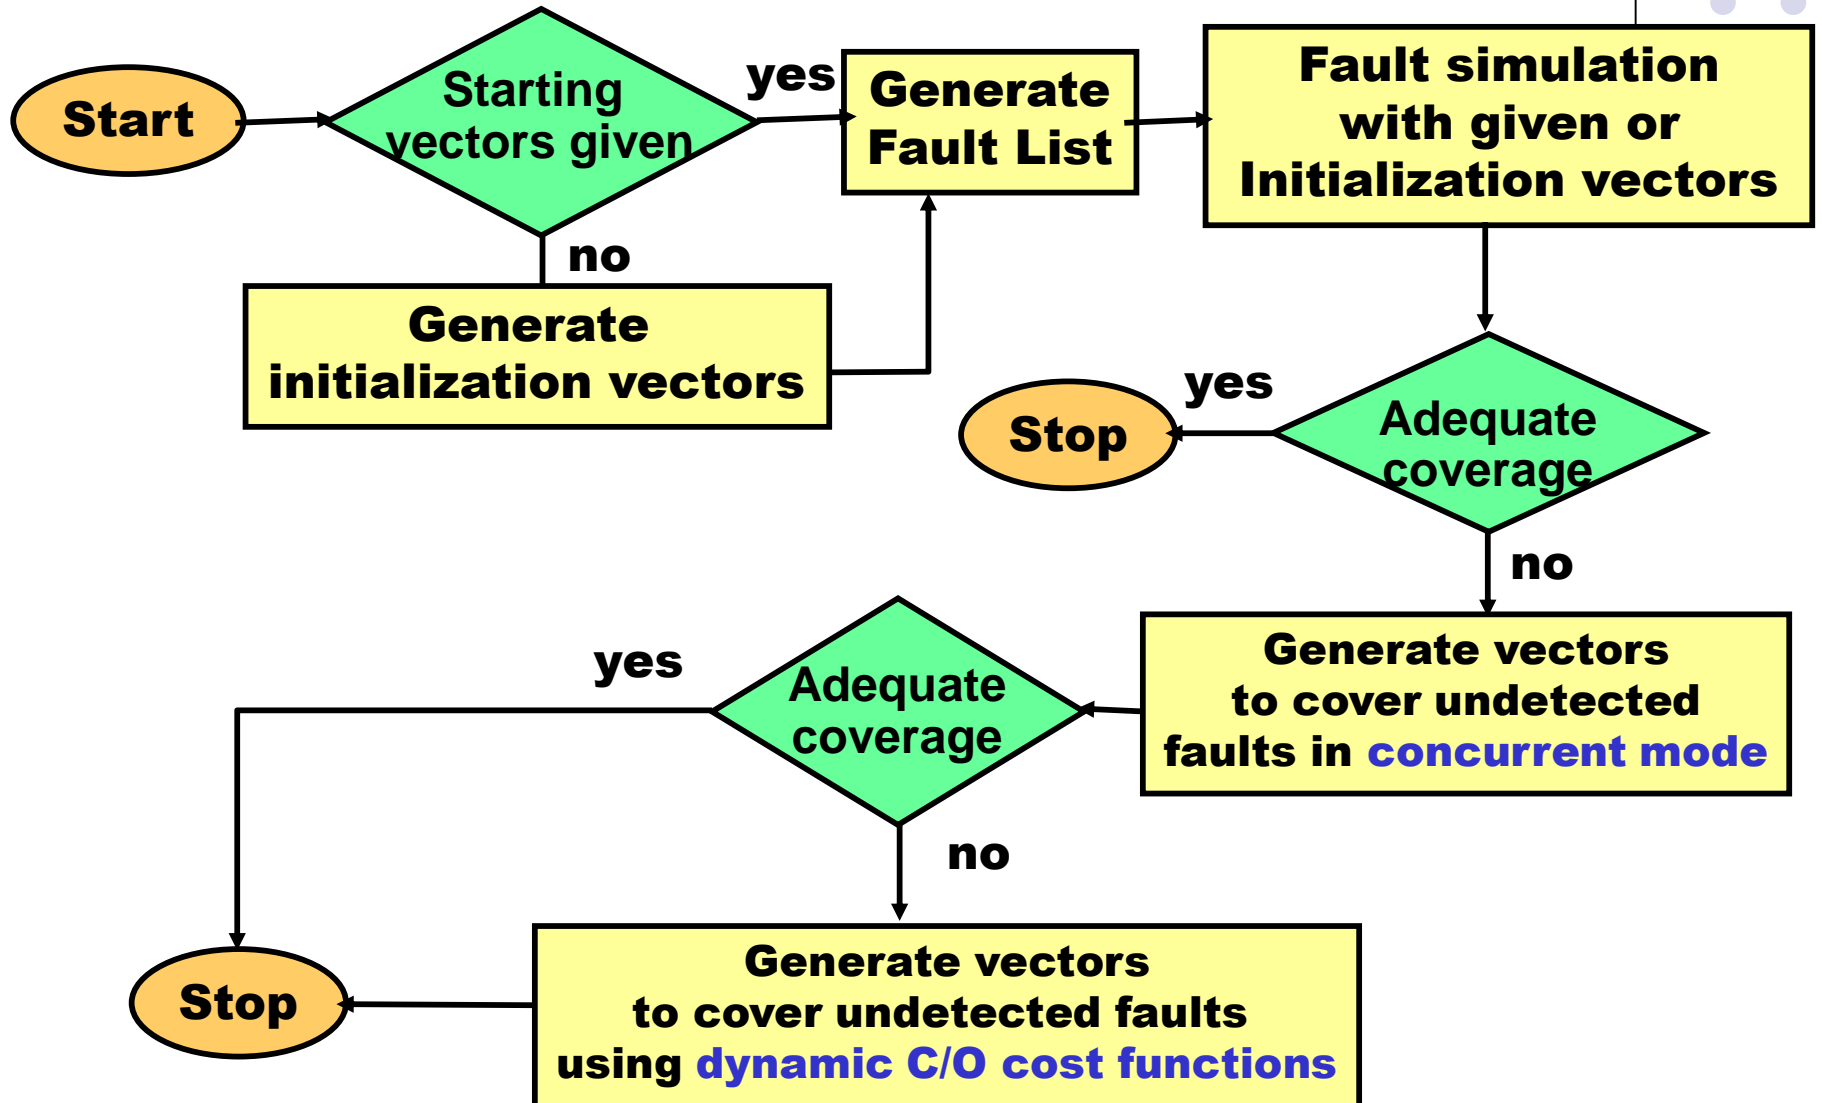 Start
Starting
vectors given
yes
Generate
Fault List
Fault simulation
with given or
Initialization vectors
no
Generate
initialization vectors
Stop
yes
Adequate
coverage
no
Generate vectors
to cover undetected
faults in concurrent mode
Adequate
coverage
yes
no
Stop
Generate vectors
to cover undetected faults
using dynamic C/O cost functions